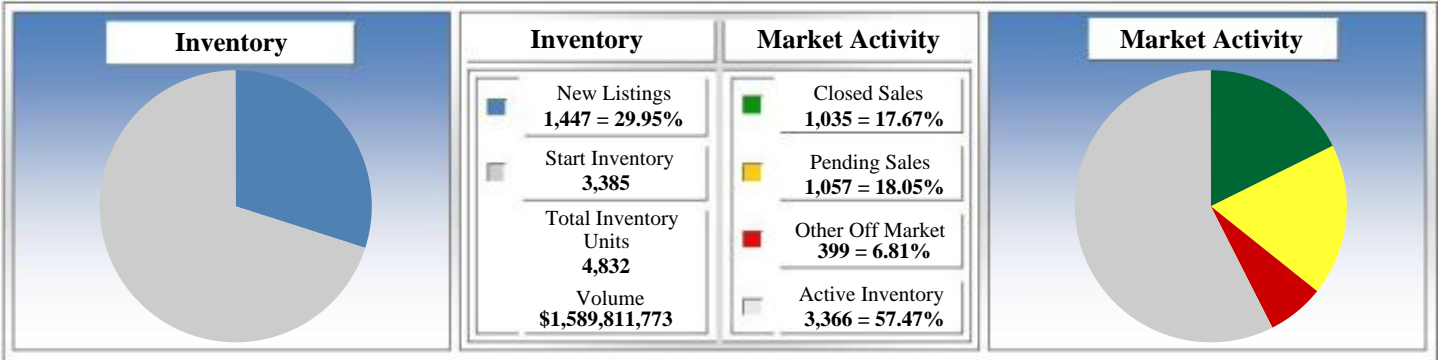 Inventory
Inventory
New Listings
1,447 = 29.95%
Start Inventory
3,385
Total Inventory
Units
4,832
Volume
$1,589,811,773
Market Activity
Closed Sales
1,035 = 17.67%
Pending Sales
1,057 = 18.05%
Other Off Market
399 = 6.81%
Active Inventory
3,366 = 57.47%
Market Activity